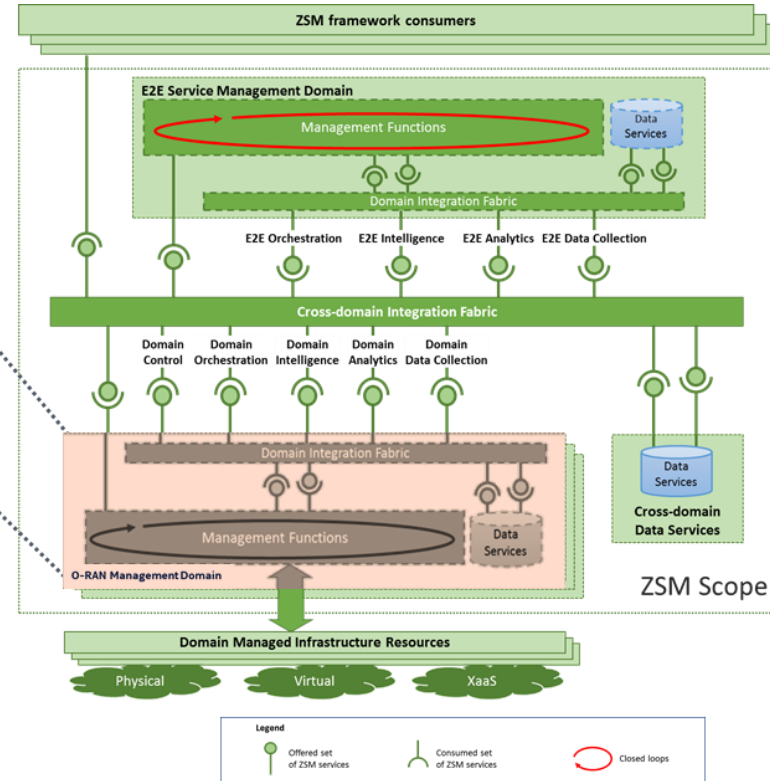 ZSM framework consumers
E2E Service Management Domain
Management Functions
Data
Services
Domain Integration Fabric
E2E Orchestration
E2E Intelligence
E2E Analytics
E2E Data Collection
Cross-domain Integration Fabric
Domain
Control
Domain
Orchestration
Domain
Intelligence
Domain
Analytics
Domain
Data Collection
Domain Integration Fabric
Management Functions
Data
Services
O-RAN Management Domain
Data
Services
Cross-domain
Data Services
ZSM Scope
Domain Managed Infrastructure Resources
Physical
Virtual
XaaS
Legend
Offered set
of ZSM services
Consumed set
of ZSM services
Closed loops